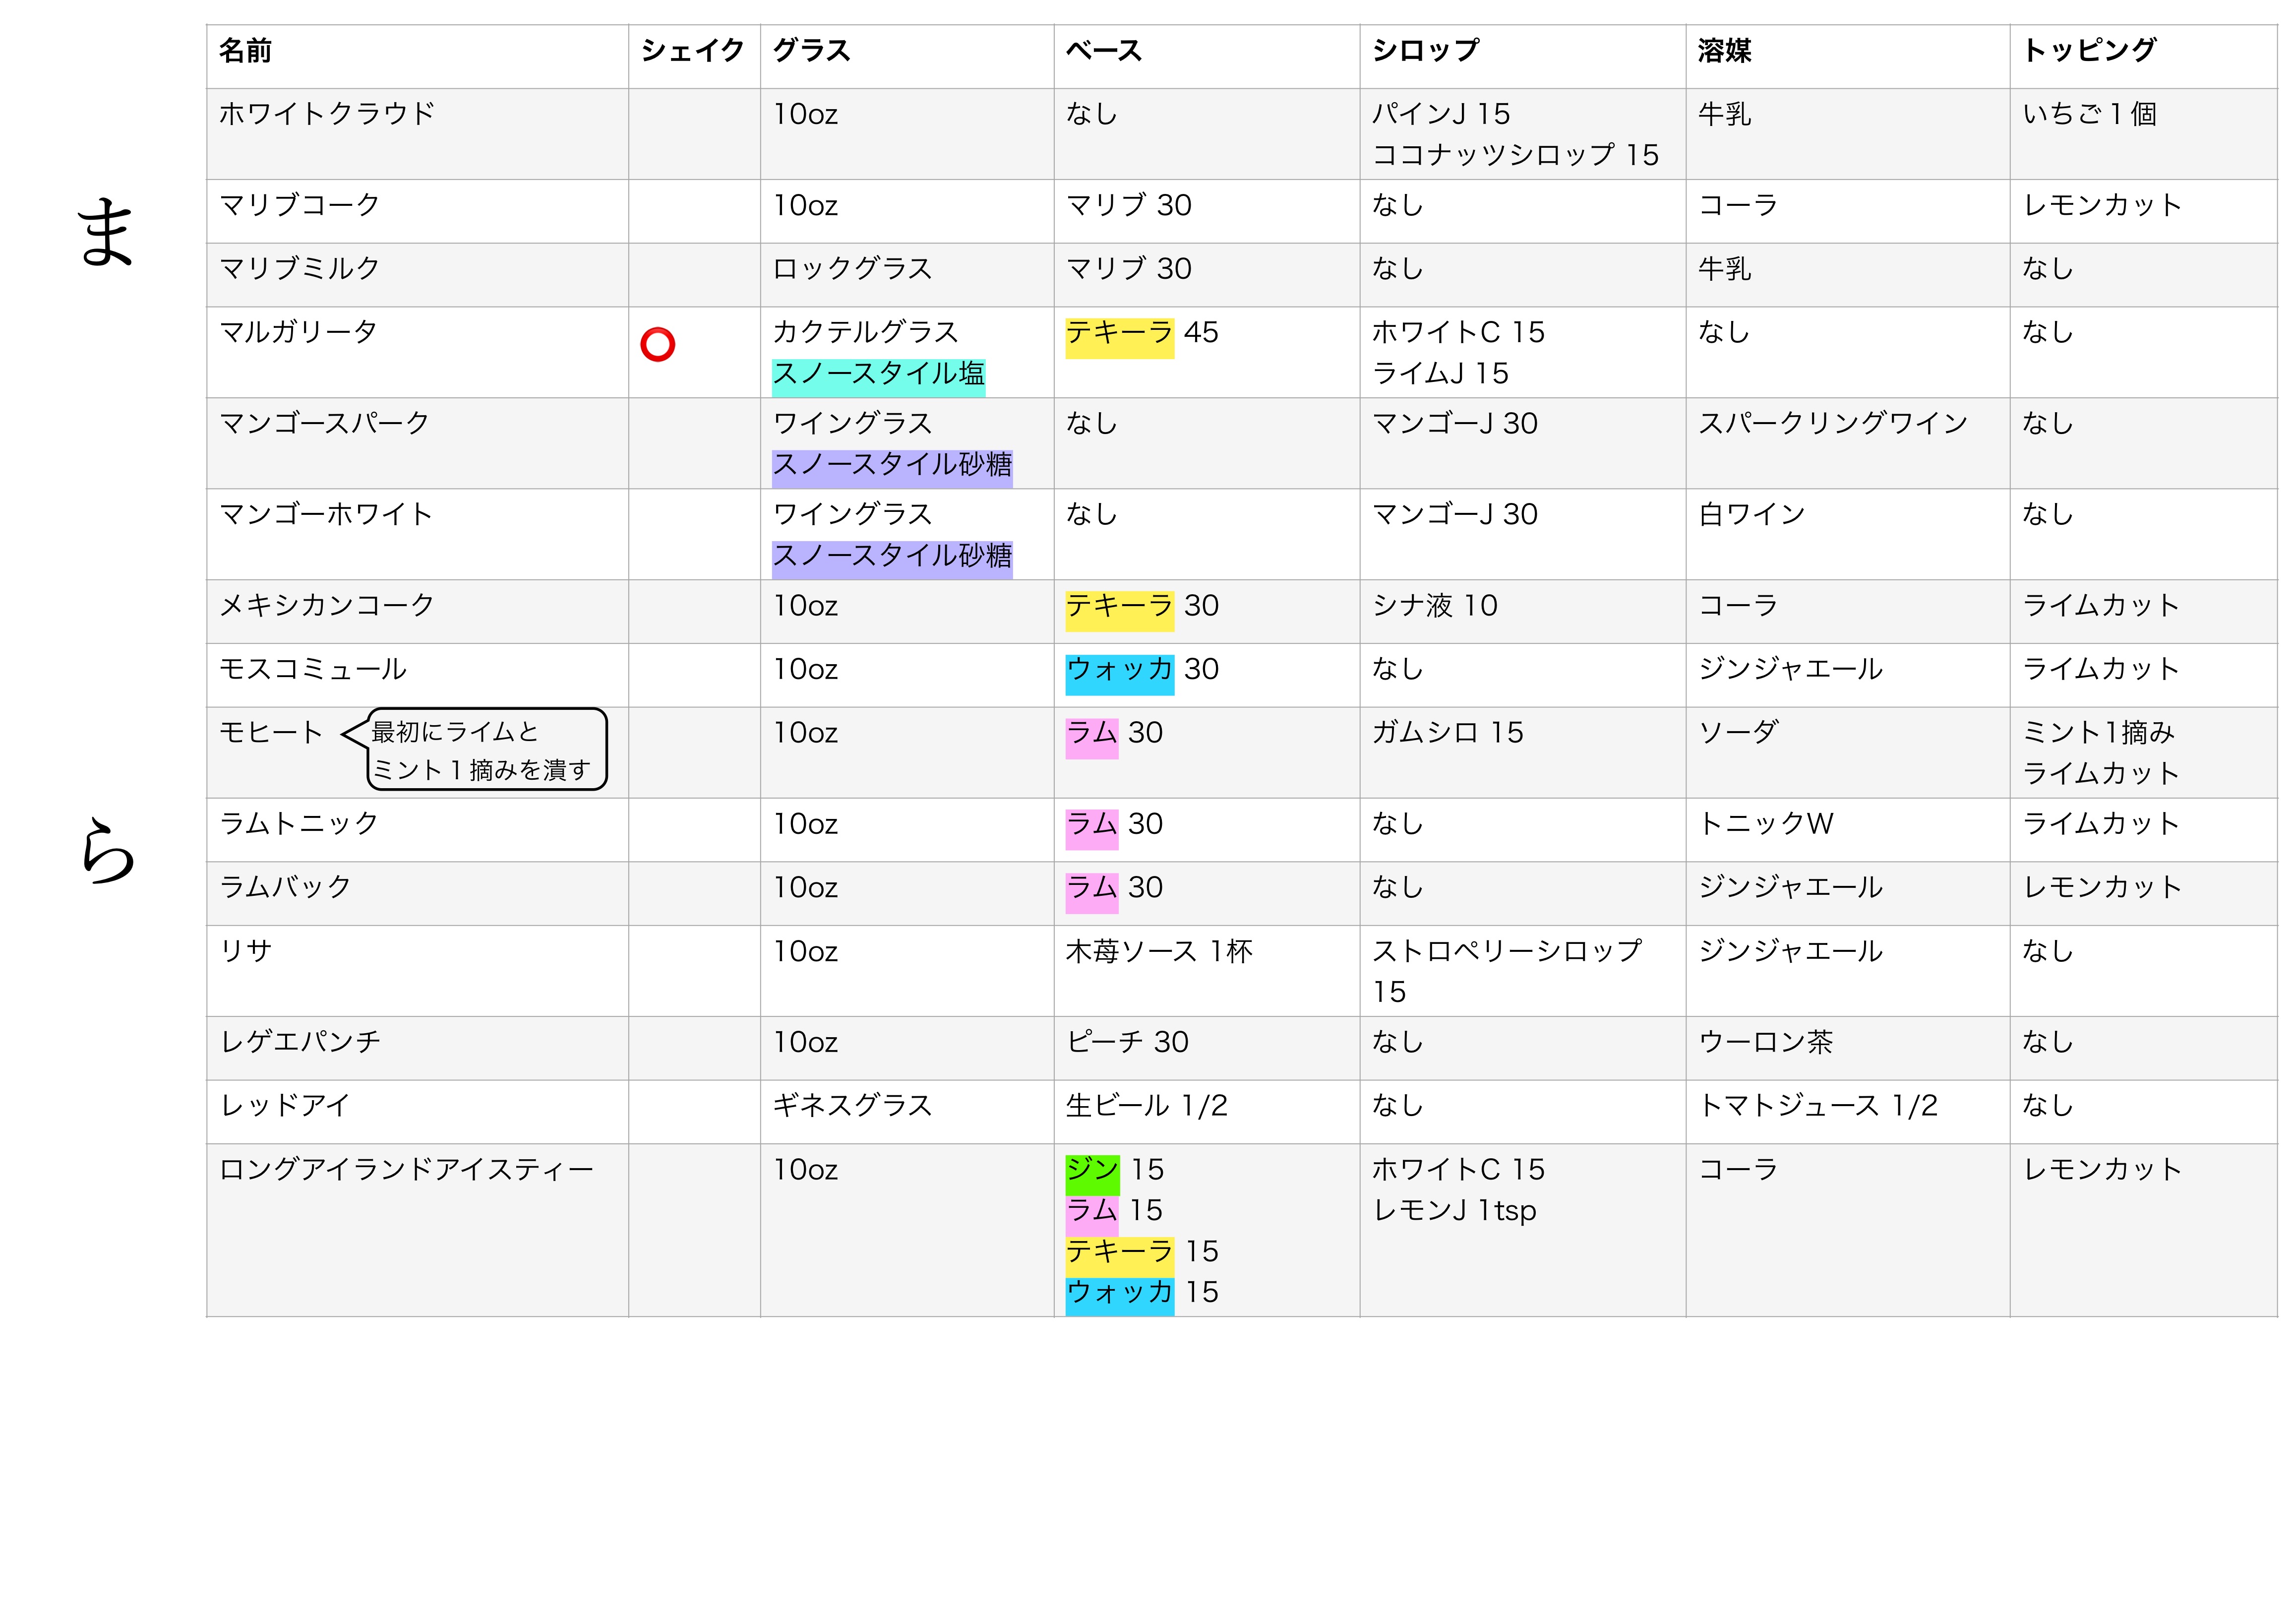 名前 シェイク グラス ベース シロップ 溶媒 トッピング
ホワイトクラウド 10oz なし パインJ 15 牛乳 いちご１個
ココナッツシロップ 15
ま
マリブコーク 10oz マリブ 30 なし コーラ レモンカット
マリブミルク ロックグラス マリブ 30 なし 牛乳 なし
マルガリータ ⭕ カクテルグラス テキーラ 45 ホワイトC 15 なし なし
スノースタイル塩 ライムJ 15
マンゴースパーク ワイングラス なし マンゴーJ 30 スパークリングワイン なし
スノースタイル砂糖
マンゴーホワイト ワイングラス なし マンゴーJ 30 白ワイン なし
スノースタイル砂糖
メキシカンコーク 10oz テキーラ 30 シナ液 10 コーラ ライムカット
モスコミュール 10oz ウォッカ 30 なし ジンジャエール ライムカット
モヒート 最初にライムと 10oz ラム 30 ガムシロ 15 ソーダ ミント1摘み
ミント１摘みを潰す ライムカット
ら
ラムトニック 10oz ラム 30 なし トニックW ライムカット
ラムバック 10oz ラム 30 なし ジンジャエール レモンカット
リサ 10oz 木苺ソース 1杯 ストロペリーシロップ ジンジャエール なし
15
レゲエパンチ 10oz ピーチ 30 なし ウーロン茶 なし
レッドアイ ギネスグラス 生ビール 1/2 なし トマトジュース 1/2 なし
ロングアイランドアイスティー 10oz ジン 15 ホワイトC 15 コーラ レモンカット
ラム 15 レモンJ 1tsp
テキーラ 15
ウォッカ 15